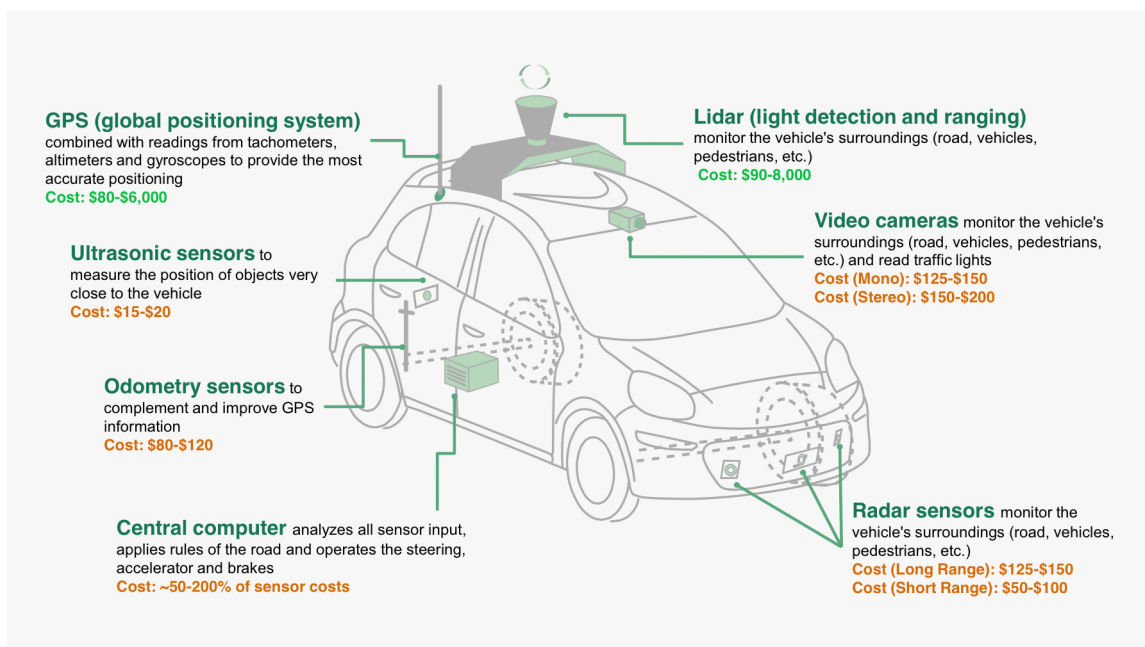 GPS (global positioning system)
combined with readings from tachometers,
altimeters and gyroscopes to provide the most
accurate positioning
Cost: $80-$6,000
Lidar (light detection and ranging)
monitor the vehicle's surroundings (road, vehicles,
pedestrians, etc.)
Cost: $90-8,000
Video cameras monitor the vehicle's
surroundings (road, vehicles, pedestrians,
etc.) and read traffic lights
Cost (Mono): $125-$150
Cost (Stereo): $150-$200
Ultrasonic sensors to
measure the position of objects very
close to the vehicle
Cost: $15-$20
Odometry sensors to
complement and improve GPS
information
Cost: $80-$120
Central computer analyzes all sensor input,
applies rules of the road and operates the steering,
accelerator and brakes
Cost: ~50-200% of sensor costs
Radar sensors monitor the
vehicle's surroundings (road, vehicles,
pedestrians, etc.)
Cost (Long Range): $125-$150
Cost (Short Range): $50-$100